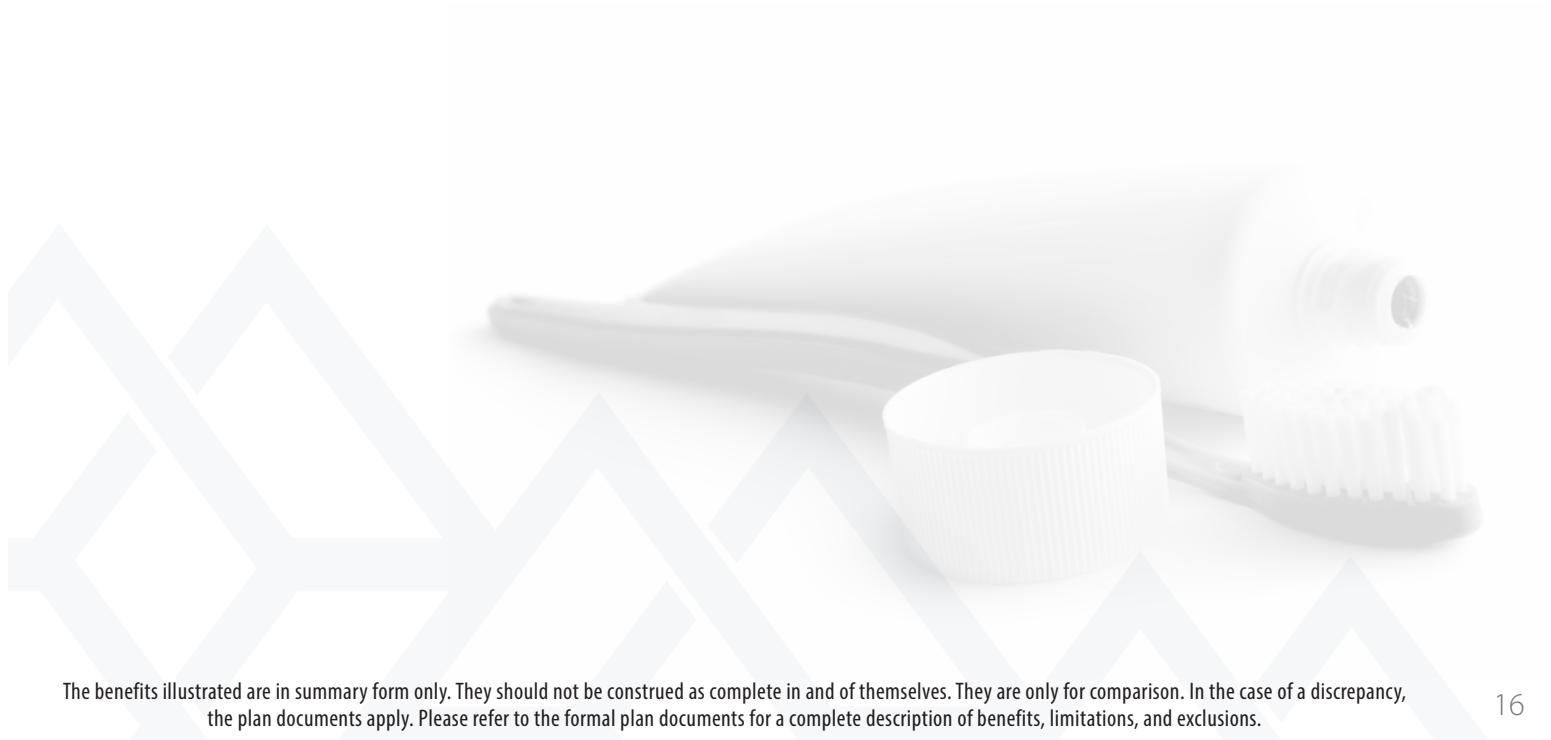 The benefits illustrated are in summary form only. They should not be construed as complete in and of themselves. They are only for comparison. In the case of a discrepancy,
the plan documents apply. Please refer to the formal plan documents for a complete description of benefits, limitations, and exclusions.
16